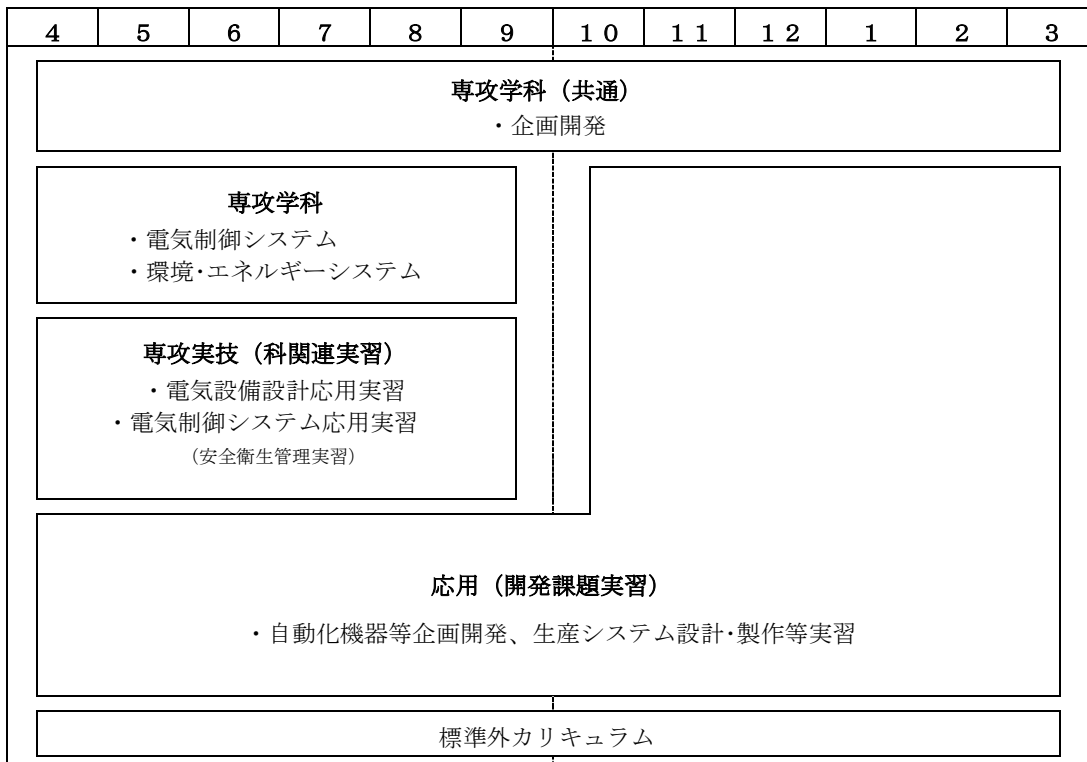 4 5 6 7 8 9 10 11 12 1 2 3
専攻学科（共通）
・企画開発
専攻学科
・電気制御システム
・環境・エネルギーシステム
専攻実技（科関連実習）
・電気設備設計応用実習
・電気制御システム応用実習
（安全衛生管理実習）
応用（開発課題実習）
・自動化機器等企画開発、生産システム設計・製作等実習
標準外カリキュラム